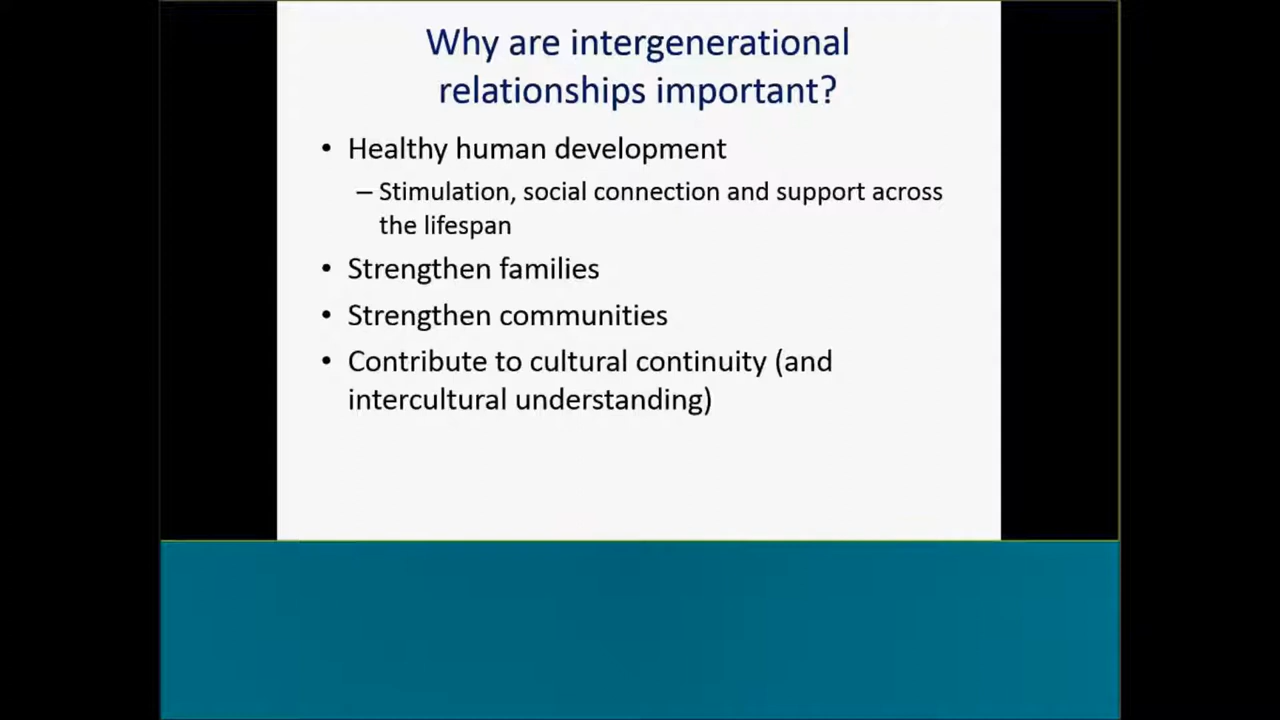 Why are intergenerational
relationships important?
• Healthy human development
– Stimulation, social connection and support across
the lifespan
• Strengthen families
• Strengthen communities
• Contribute to cultural continuity (and
intercultural understanding)